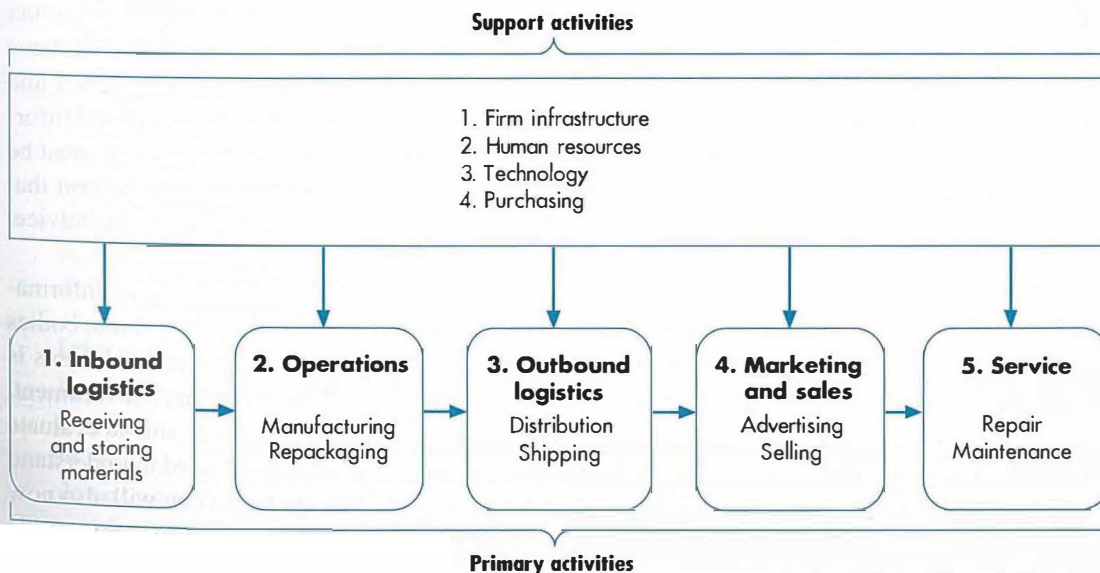 Support activities
1. Firm infrastructure
2. Human resources
3. Technology
4. Purchasing
1. Inbound
logistics
Receiving
and storing
materials
2. Operations
Manufacturing
Repackaging
3. Outbound
logistics
Distribution
Shipping
4. Marketing
and sales
Advertising
Selling
5. Service
Repair
Maintenance
Primary activities